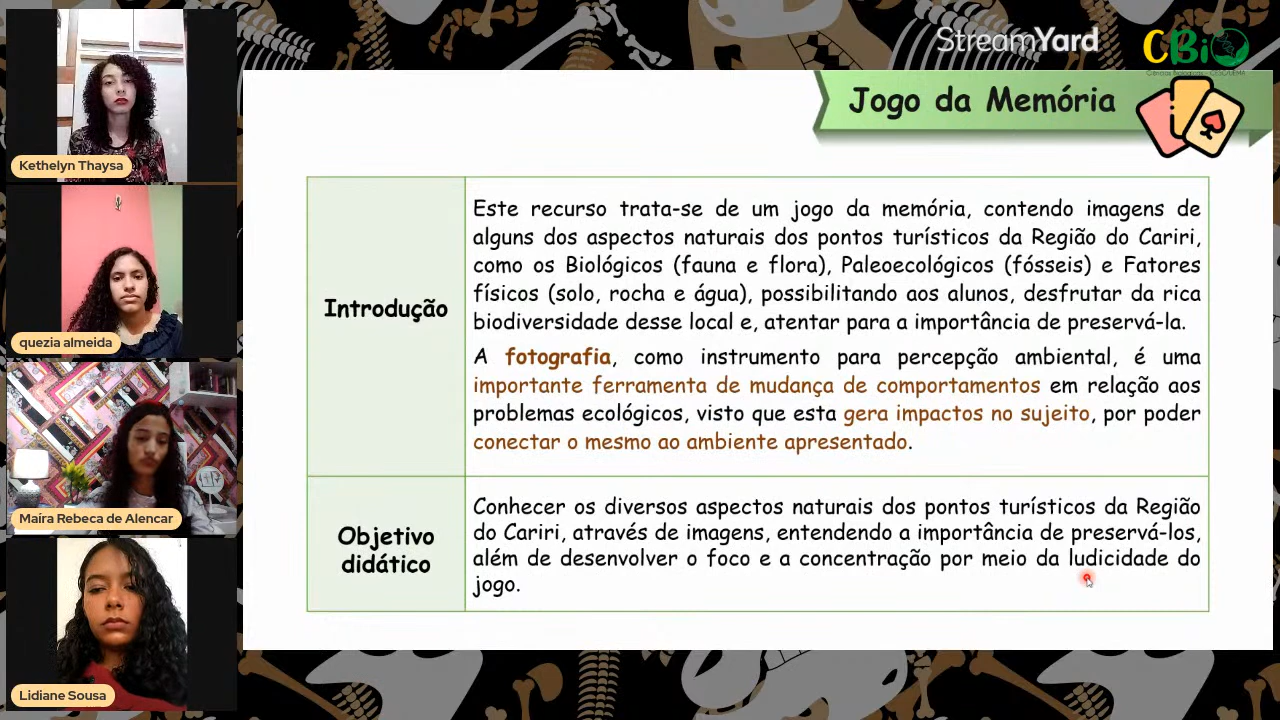 StreamYard
CBiO
Ciências Biológicas - CESC/UEMA
Jogo da Memória
Kethelyn Thaysa
quezia almeida
Maíra Rebeca de Alencar
Lidiane Sousa
Introdução
Este recurso trata-se de um jogo da memória, contendo imagens de
alguns dos aspectos naturais dos pontos turísticos da Região do Cariri,
como os Biológicos (fauna e flora), Paleoecológicos (fósseis) e Fatores
físicos (solo, rocha e água), possibilitando aos alunos, desfrutar da rica
biodiversidade desse local e, atentar para a importância de preservá-la.
A fotografia, como instrumento para percepção ambiental, é uma
importante ferramenta de mudança de comportamentos em relação aos
problemas ecológicos, visto que esta gera impactos no sujeito, por poder
conectar o mesmo ao ambiente apresentado.
Objetivo
didático
Conhecer os diversos aspectos naturais dos pontos turísticos da Região
do Cariri, através de imagens, entendendo a importância de preservá-los,
além de desenvolver o foco e a concentração por meio da ludicidade do
jogo.